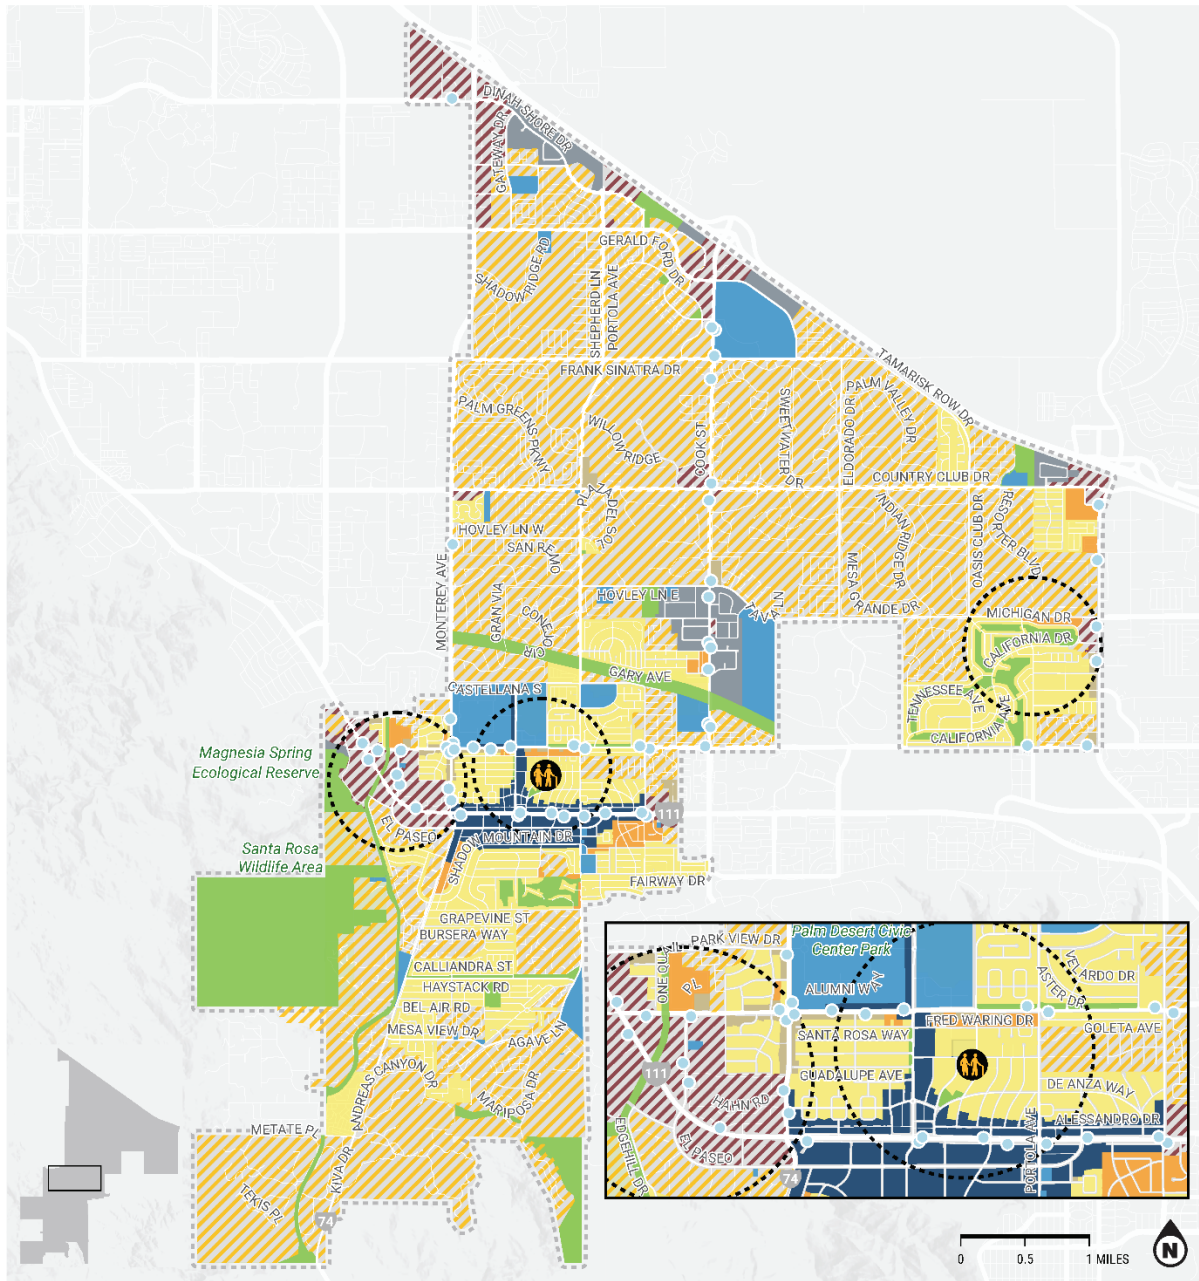 DINAH SHORE DR
GATEWAY DR
GERALD FORD DR
SHADOW RIDGE RD
SHEPHERD LN
PORTOLA AVE
FRANK SINATRA DR
TAMARISK ROW DR
PALM VALLEY DR
PALM GREENS PKWY
WILLOW RIDGE
COOK ST
SWEET WATER DR
ELDORADO DR
COUNTRY CLUB DR
PLAZA DEL SOL
HOVLEY LN W
SAN REMO
INDIAN RIDGE DR
OASIS CLUB DR
RESORTER BLVD
MONTEREY AVE
GRAN VIA
CONEJO CIR
HOVLEY LN E
TAVA LN
MESA GRANDE DR
MICHIGAN DR
CALIFORNIA DR
GARY AVE
CASTELLANA S
TENNESSEE AVE
CALIFORNIA AVE
Magnesia Spring
Ecological Reserve
111
EL PASEO
SHADOW MOUNTAIN DR
Santa Rosa
Wildlife Area
FAIRWAY DR
GRAPEVINE ST
BURSERA WAY
CALLIANDRA ST
HAYSTACK RD
BEL AIR RD
MESA VIEW DR
AGAVE LN
ANDREAS CANYON DR
MARIPOSA DR
METATE PL
KIVA DR
TEKIS PL
74
PARK VIEW DR
Palm Desert Civic
Center Park
ONE QUAIL
PL
ALUMNI WAY
VELARDO DR
ASTER DR
FRED WARING DR
SANTA ROSA WAY
GOLETA AVE
111
GUADALUPE AVE
DE ANZA WAY
HAHN RD
ALESSANDRO DR
EDGEHILL DR
EL PASEO
PORTOLA AVE
74
0 0.5 1 MILES
N